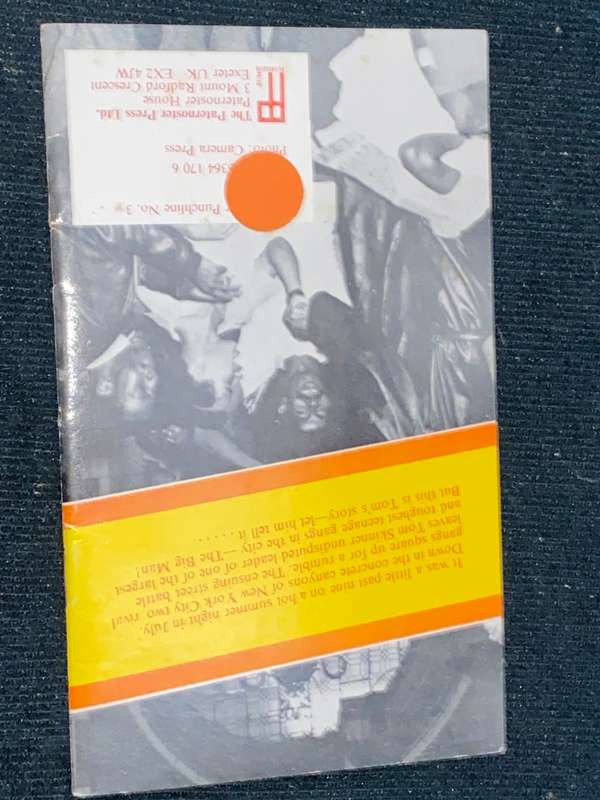 It was a little past nine on a hot summer night in July.
Down in the concrete canyons of New York City two rival
gangs square up for a rumble. The ensuing street battle
leaves Tom Skinner undisputed leader of one of the largest
and toughest teenage gangs in the city—The Big Man!
But this is Tom's story—let him tell it . . . . .
Punchline No. 3
364 170 6
Photo: Camera Press
The Paternoster Press Ltd.
Paternoster House
3 Mount Radford Crescent
Exeter UK EX2 4JW